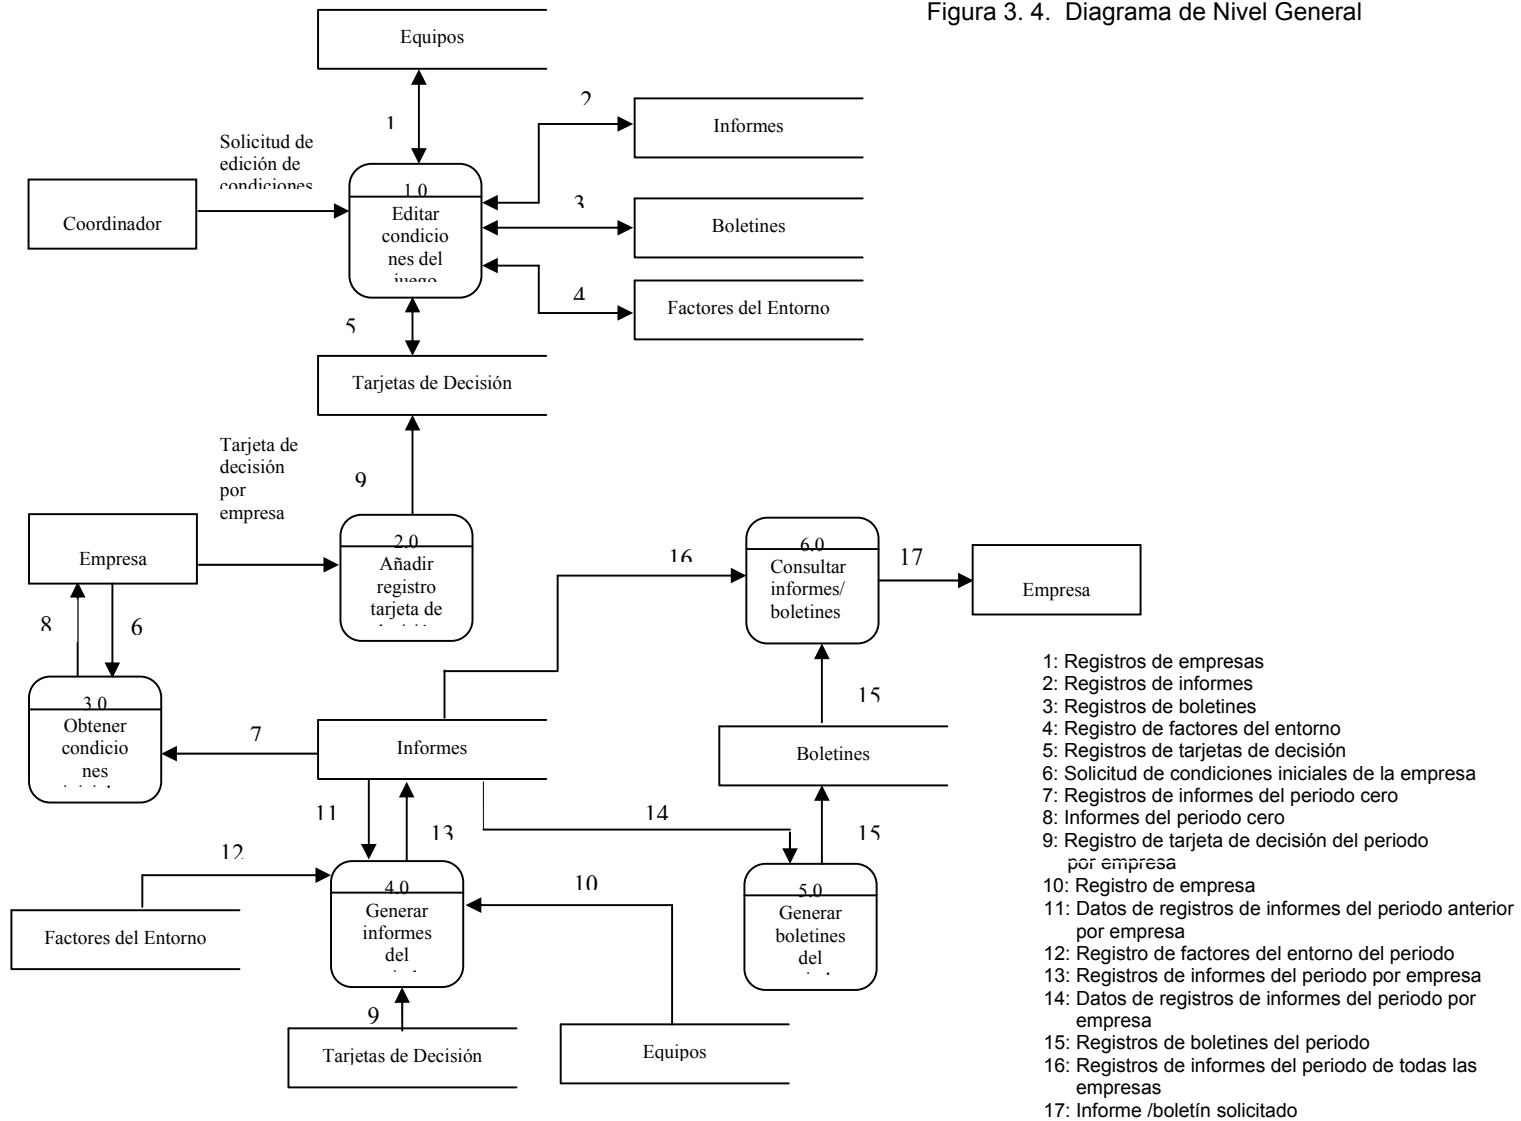 Figura 3. 4. Diagrama de Nivel General
Equipos
1
2
Informes
Solicitud de
edición de
condiciones
Coordinador
1.0
Editar
condicio
nes del
juego
3
Boletines
4
Factores del Entorno
5
Tarjetas de Decisión
Tarjeta de
decisión
por
empresa
9
Empresa
2.0
Añadir
registro
tarjeta de
8
6
3.0
Obtener
condicio
nes
7
Informes
16
6.0
Consultar
informes/
boletines
17
Empresa
15
Boletines
11
13
14
15
12
Factores del Entorno
4.0
Generar
informes
del
10
5.0
Generar
boletines
del
9
Tarjetas de Decisión
Equipos
1: Registros de empresas
2: Registros de informes
3: Registros de boletines
4: Registro de factores del entorno
5: Registros de tarjetas de decisión
6: Solicitud de condiciones iniciales de la empresa
7: Registros de informes del periodo cero
8: Informes del periodo cero
9: Registro de tarjeta de decisión del periodo
por empresa
10: Registro de empresa
11: Datos de registros de informes del periodo anterior
por empresa
12: Registro de factores del entorno del periodo
13: Registros de informes del periodo por empresa
14: Datos de registros de informes del periodo por
empresa
15: Registros de boletines del periodo
16: Registros de informes del periodo de todas las
empresas
17: Informe /boletín solicitado